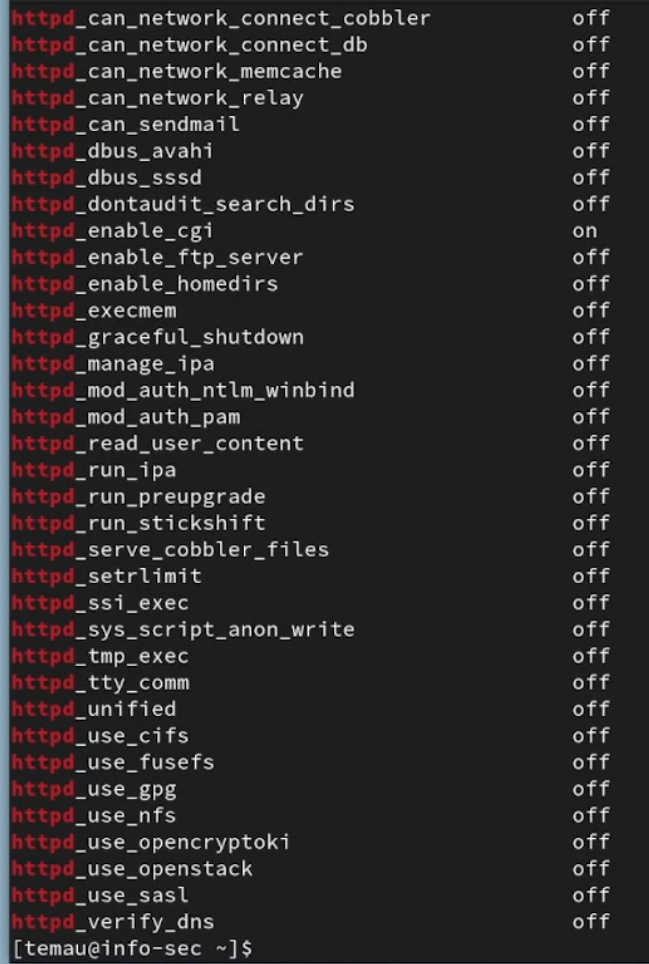 httpd_can_network_connect_cobbler off
httpd_can_network_connect_db off
httpd_can_network_memcache off
httpd_can_network_relay off
httpd_can_sendmail off
httpd_dbus_avahi off
httpd_dbus_sssd off
httpd_dontaudit_search_dirs off
httpd_enable_cgi on
httpd_enable_ftp_server off
httpd_enable_homedirs off
httpd_execmem off
httpd_graceful_shutdown off
httpd_manage_ipa off
httpd_mod_auth_ntlm_winbind off
httpd_mod_auth_pam off
httpd_read_user_content off
httpd_run_ipa off
httpd_run_preupgrade off
httpd_run_stickshift off
httpd_serve_cobbler_files off
httpd_setrlimit off
httpd_ssi_exec off
httpd_sys_script_anon_write off
httpd_tmp_exec off
httpd_tty_comm off
httpd_unified off
httpd_use_cifs off
httpd_use_fusefs off
httpd_use_gpg off
httpd_use_nfs off
httpd_use_opencryptoki off
httpd_use_openstack off
httpd_use_sasl off
httpd_verify_dns off
[temau@info-sec ~]$